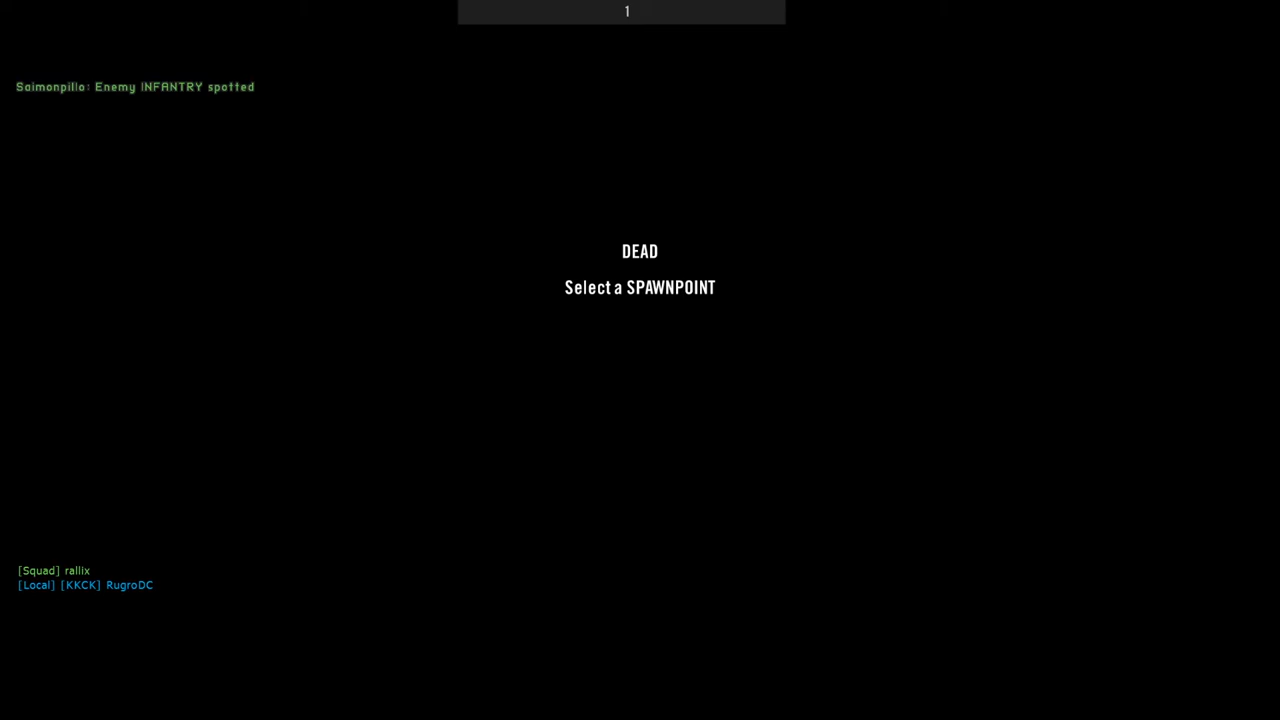 1
Saimonpillo: Enemy INFANTRY spotted
DEAD
Select a SPAWNPOINT
[Squad] rallix
[Local] [KKCK] RugroDC